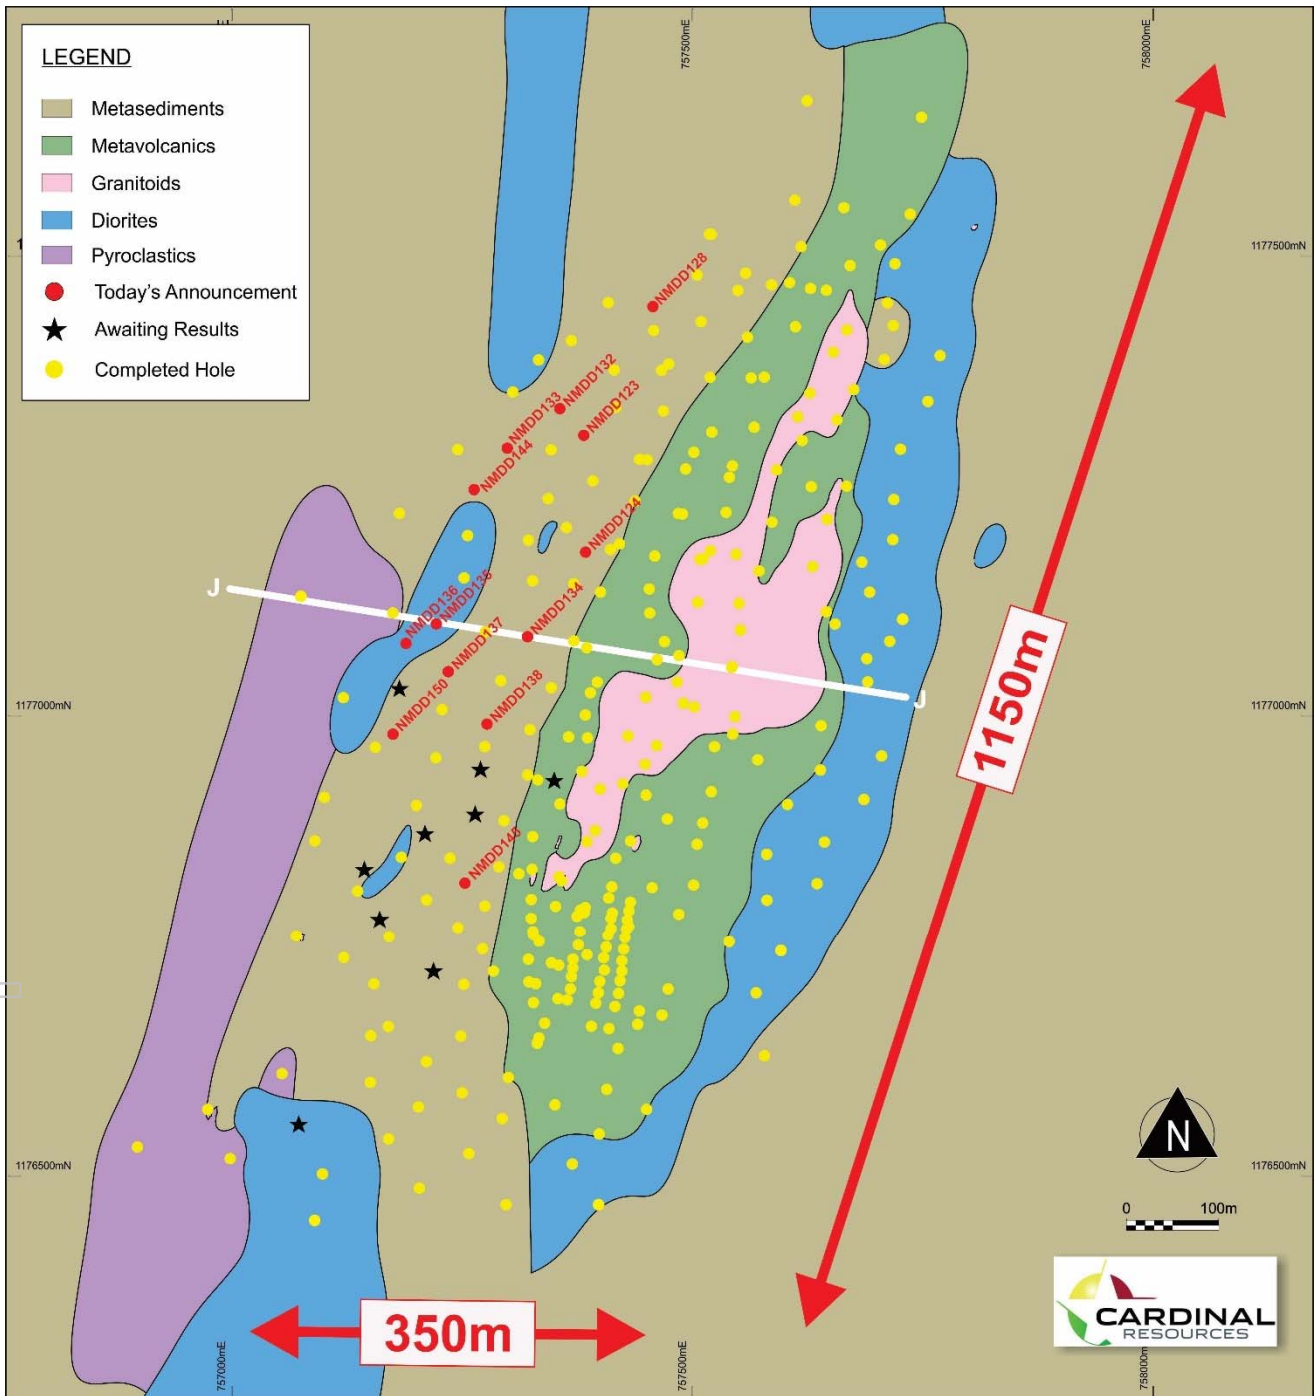 757500mE
758000mE
LEGEND
Metasediments
Metavolcanics
Granitoids
Diorites
Pyroclastics
Today's Announcement
Awaiting Results
Completed Hole
1177500mN
NMDD128
NMDD132
NMDD133
NMDD123
NMDD144
NMDD124
J
NMDD136
NMDD134
NMDD137
J
NMDD150
NMDD138
1177000mN
1177000mN
1150m
1176500mN
1176500mN
N
0 100m
350m
CARDINAL
RESOURCES
757000mE
757500mE
758000mE